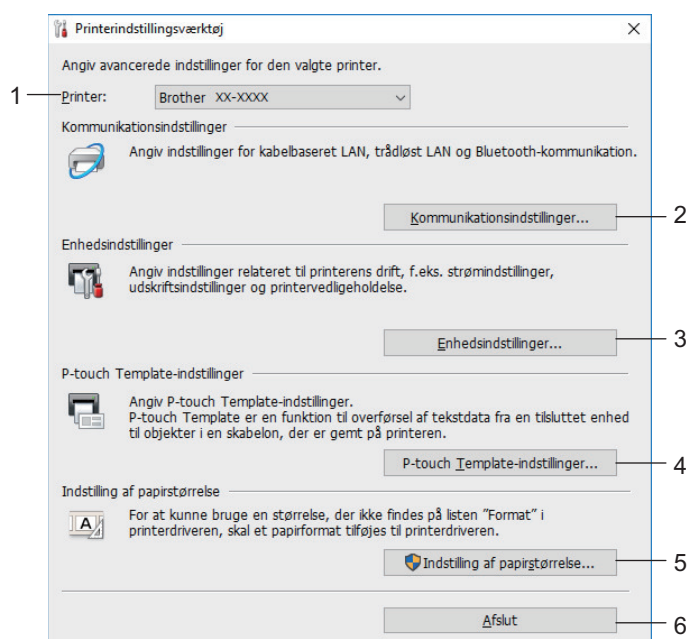 Printerindstillingsværktøj
Angiv avancerede indstillinger for den valgte printer.
1
Printer:
Brother XX-XXXX
Kommunikationsindstillinger
Angiv indstillinger for kabelbaseret LAN, trådløst LAN og Bluetooth-kommunikation.
Kommunikationsindstillinger...
2
Enhedsindstillinger
Angiv indstillinger relateret til printerens drift, f.eks. strømindstillinger,
udskriftsindstillinger og printervedligeholdelse.
Enhedsindstillinger...
3
P-touch Template-indstillinger
Angiv P-touch Template-indstillinger.
P-touch Template er en funktion til overførsel af tekstdata fra en tilsluttet enhed
til objekter i en skabelon, der er gemt på printeren.
P-touch Template-indstillinger...
4
Indstilling af papirstørrelse
A
For at kunne bruge en størrelse, der ikke findes på listen "Format" i
printerdriveren, skal et papirformat tilføjes til printerdriveren.
Indstilling af papirstørrelse...
5
Afslut
6